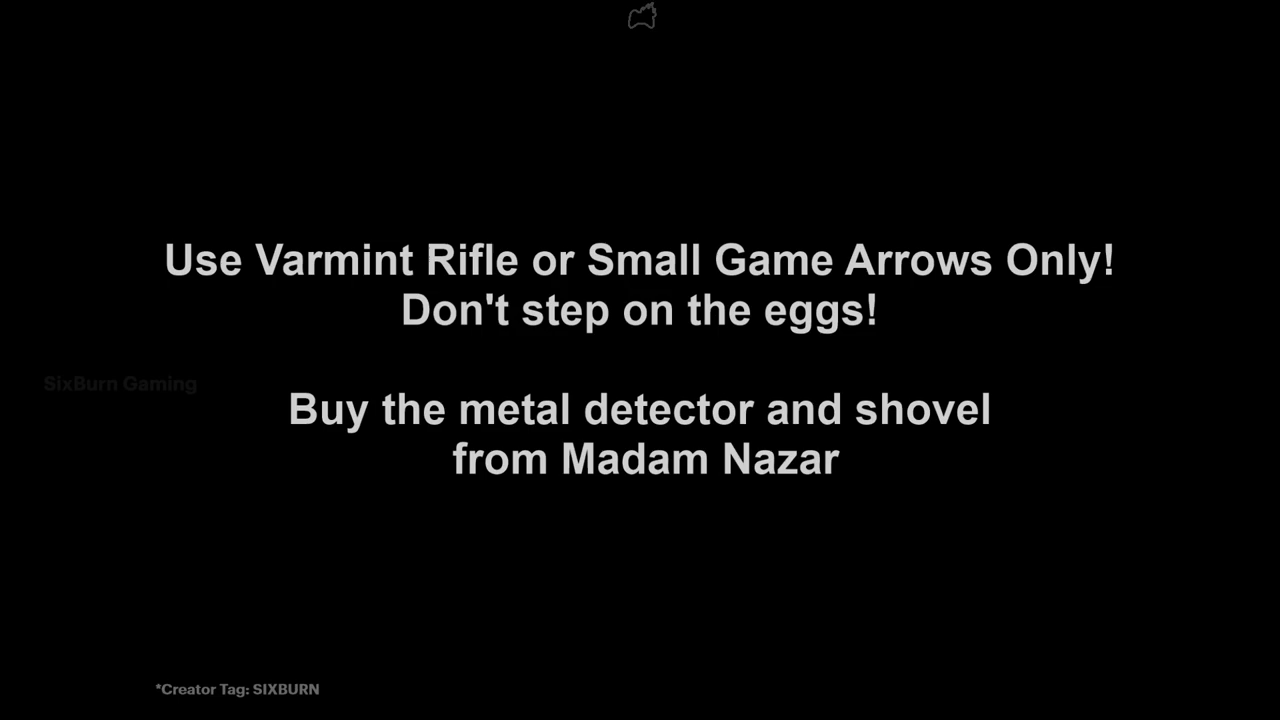 Use Varmint Rifle or Small Game Arrows Only!
Don't step on the eggs!
SixBurn Gaming
Buy the metal detector and shovel
from Madam Nazar
*Creator Tag: SIXBURN